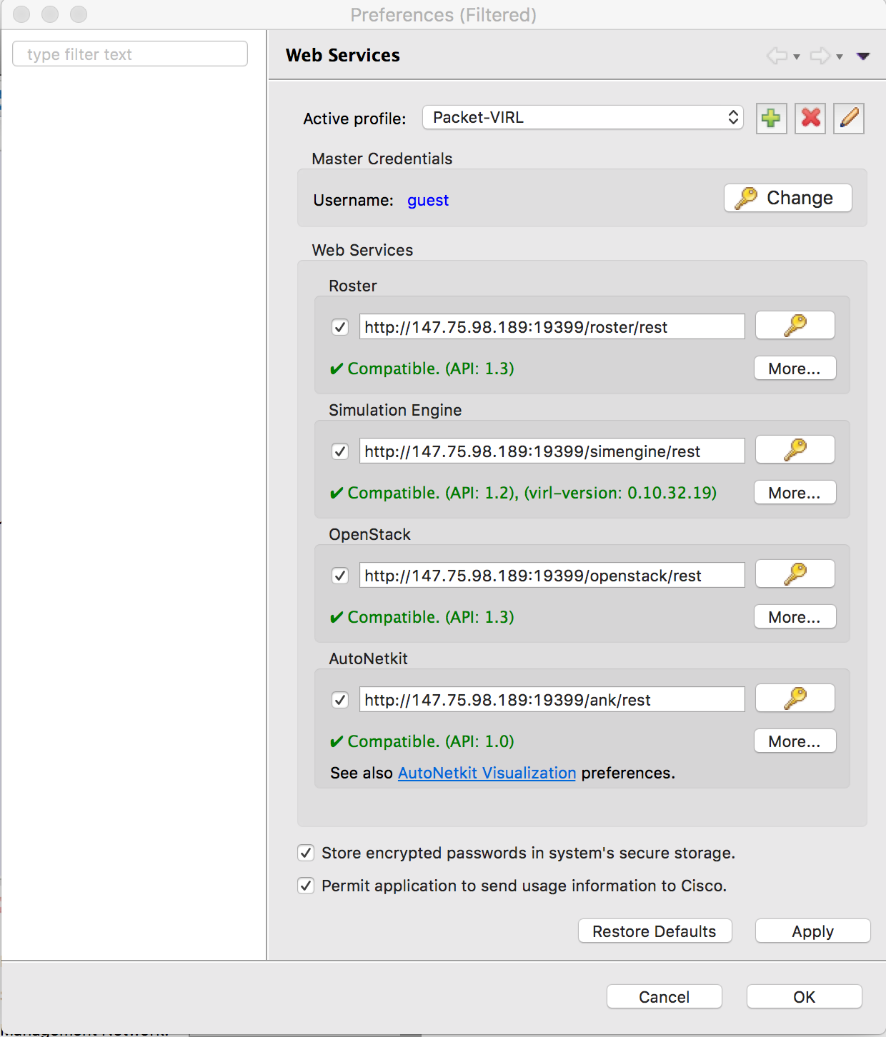 Preferences (Filtered)
type filter text
Web Services
Active profile: Packet-VIRL
Master Credentials
Username: guest
Change
Web Services
Roster
http://147.75.98.189:19399/roster/rest
✔ Compatible. (API: 1.3)
More...
Simulation Engine
http://147.75.98.189:19399/simengine/rest
✔ Compatible. (API: 1.2), (virl-version: 0.10.32.19)
More...
OpenStack
http://147.75.98.189:19399/openstack/rest
✔ Compatible. (API: 1.3)
More...
AutoNetkit
http://147.75.98.189:19399/ank/rest
✔ Compatible. (API: 1.0)
More...
See also AutoNetkit Visualization preferences.
Store encrypted passwords in system's secure storage.
Permit application to send usage information to Cisco.
Restore Defaults
Apply
Cancel
OK